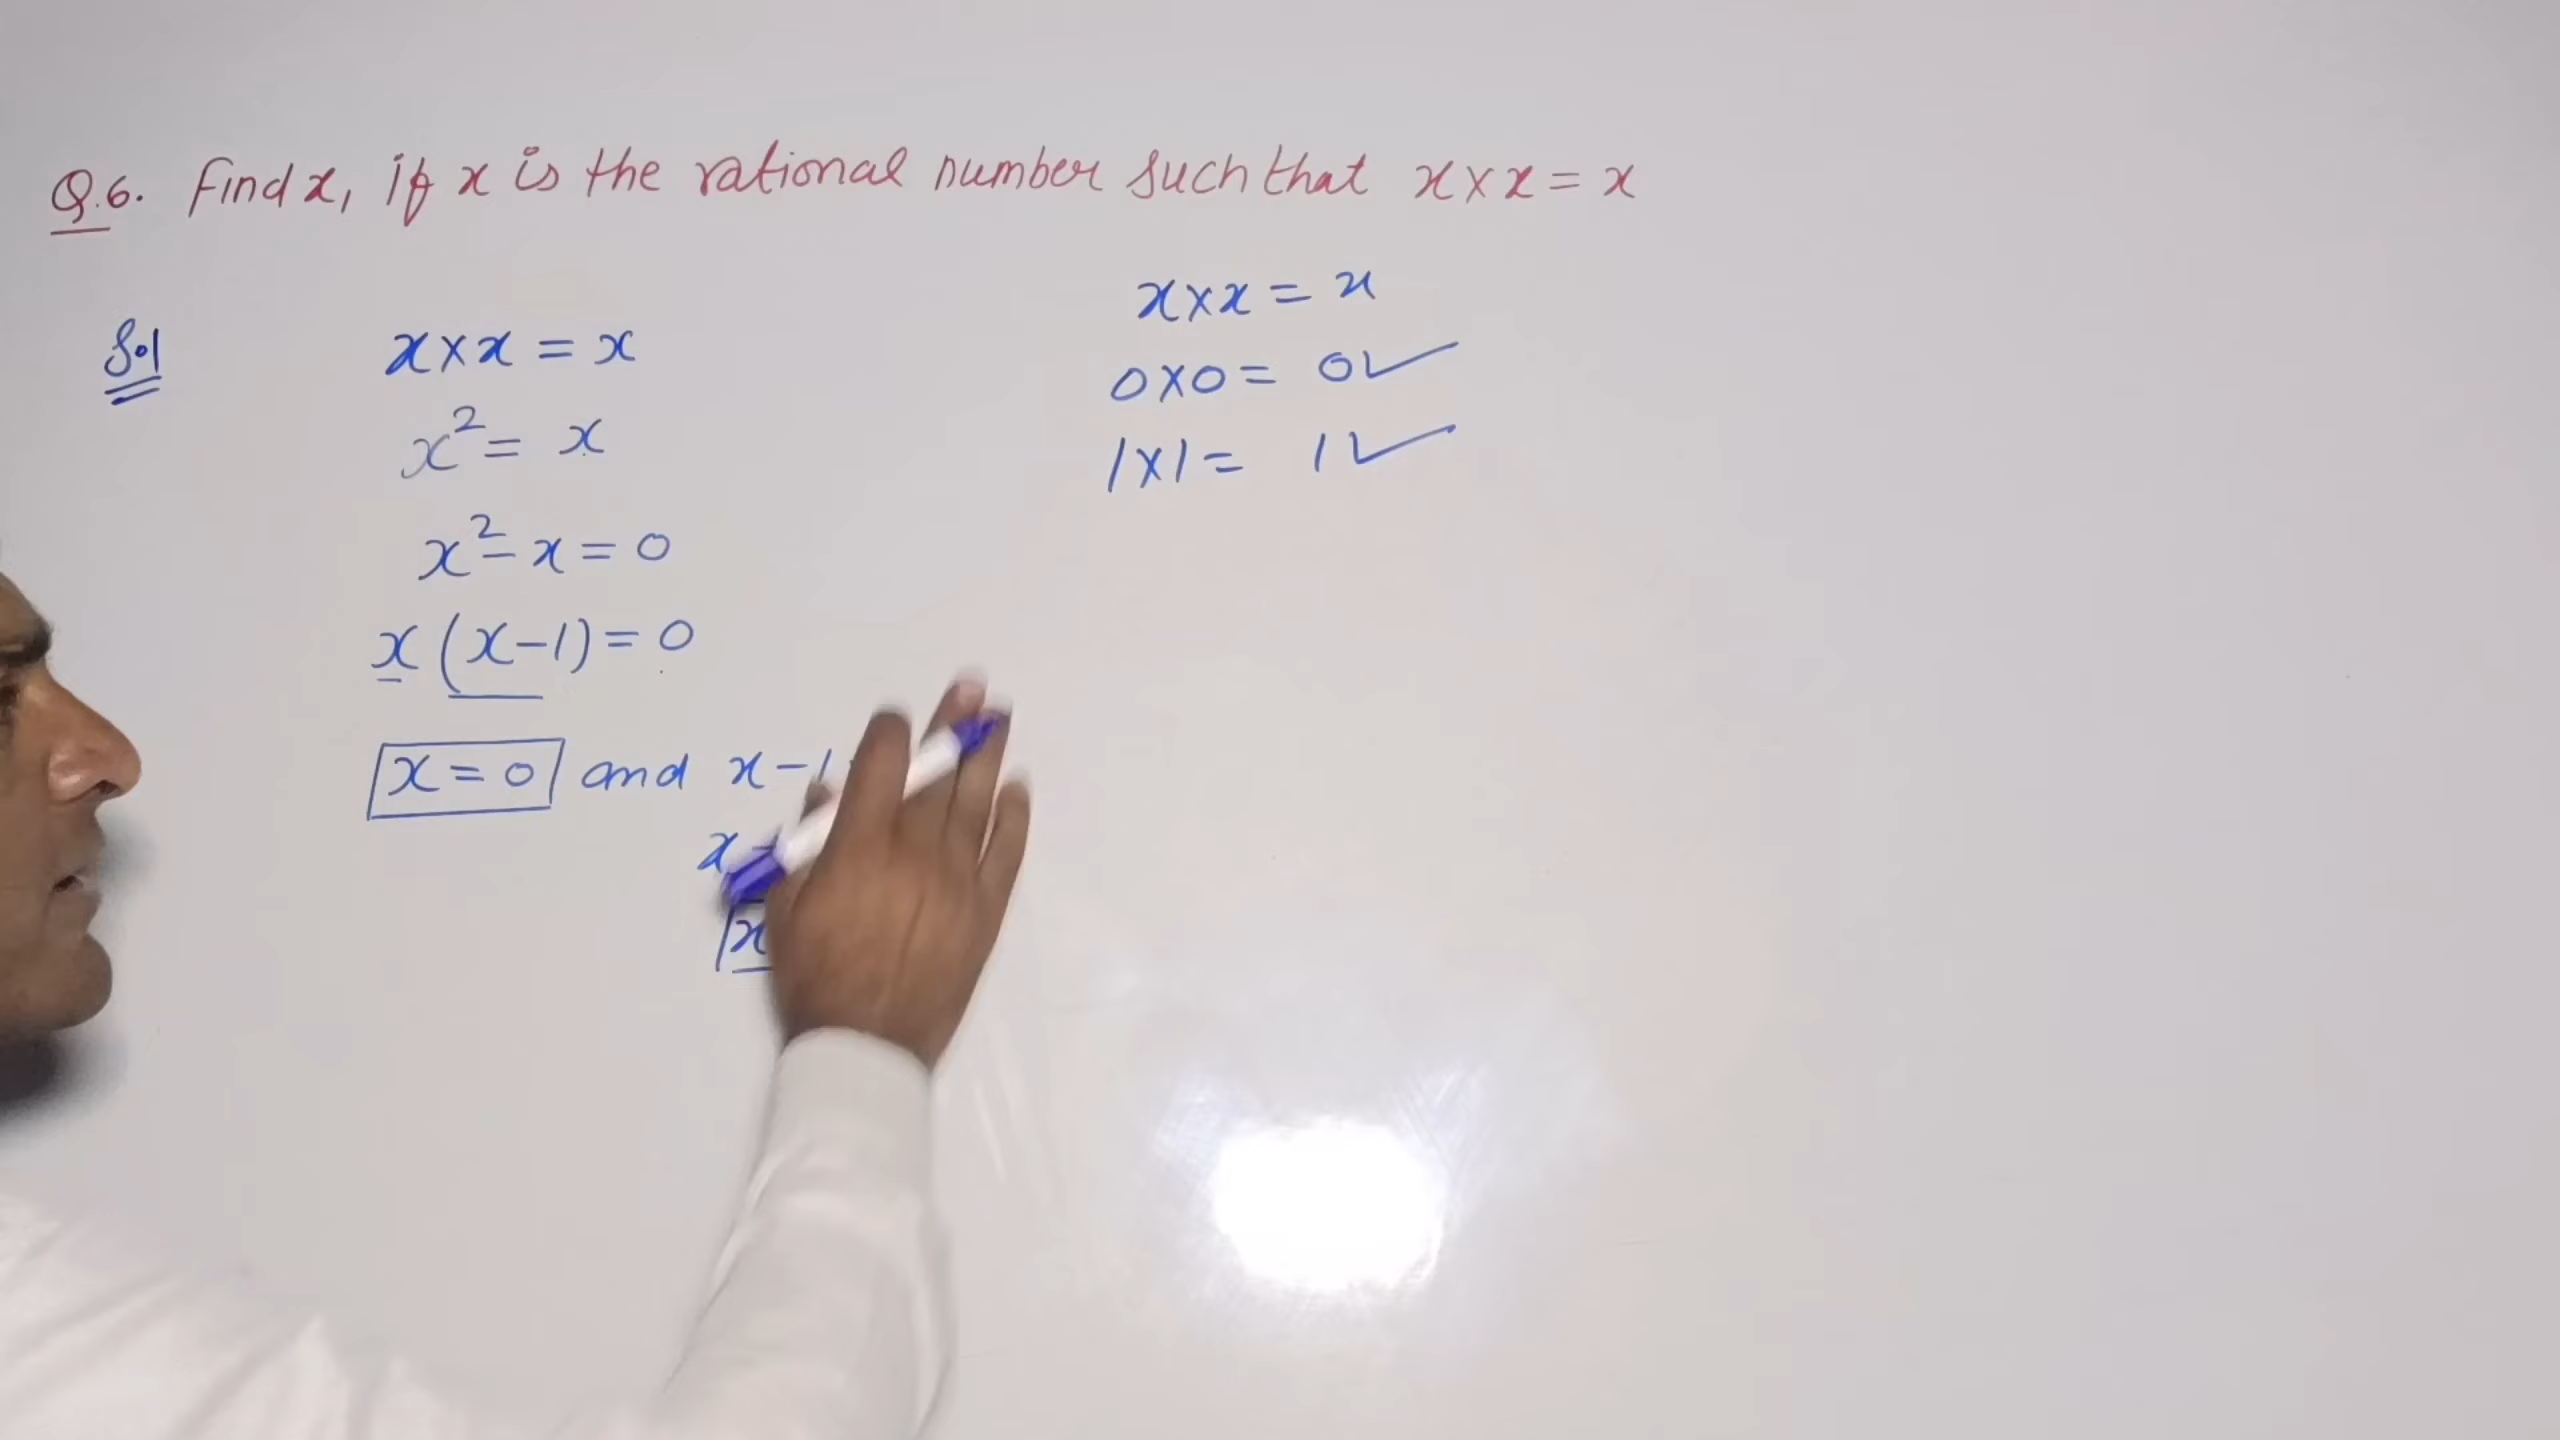 Q.6. Find x, if x is the rational number such that x × x = x
Sol
x × x = x
x² = x
x² - x = 0
x (x - 1) = 0
x = 0 and x - 1
x
x
x × x = x
0 × 0 = 0 ✓
1 × 1 = 1 ✓